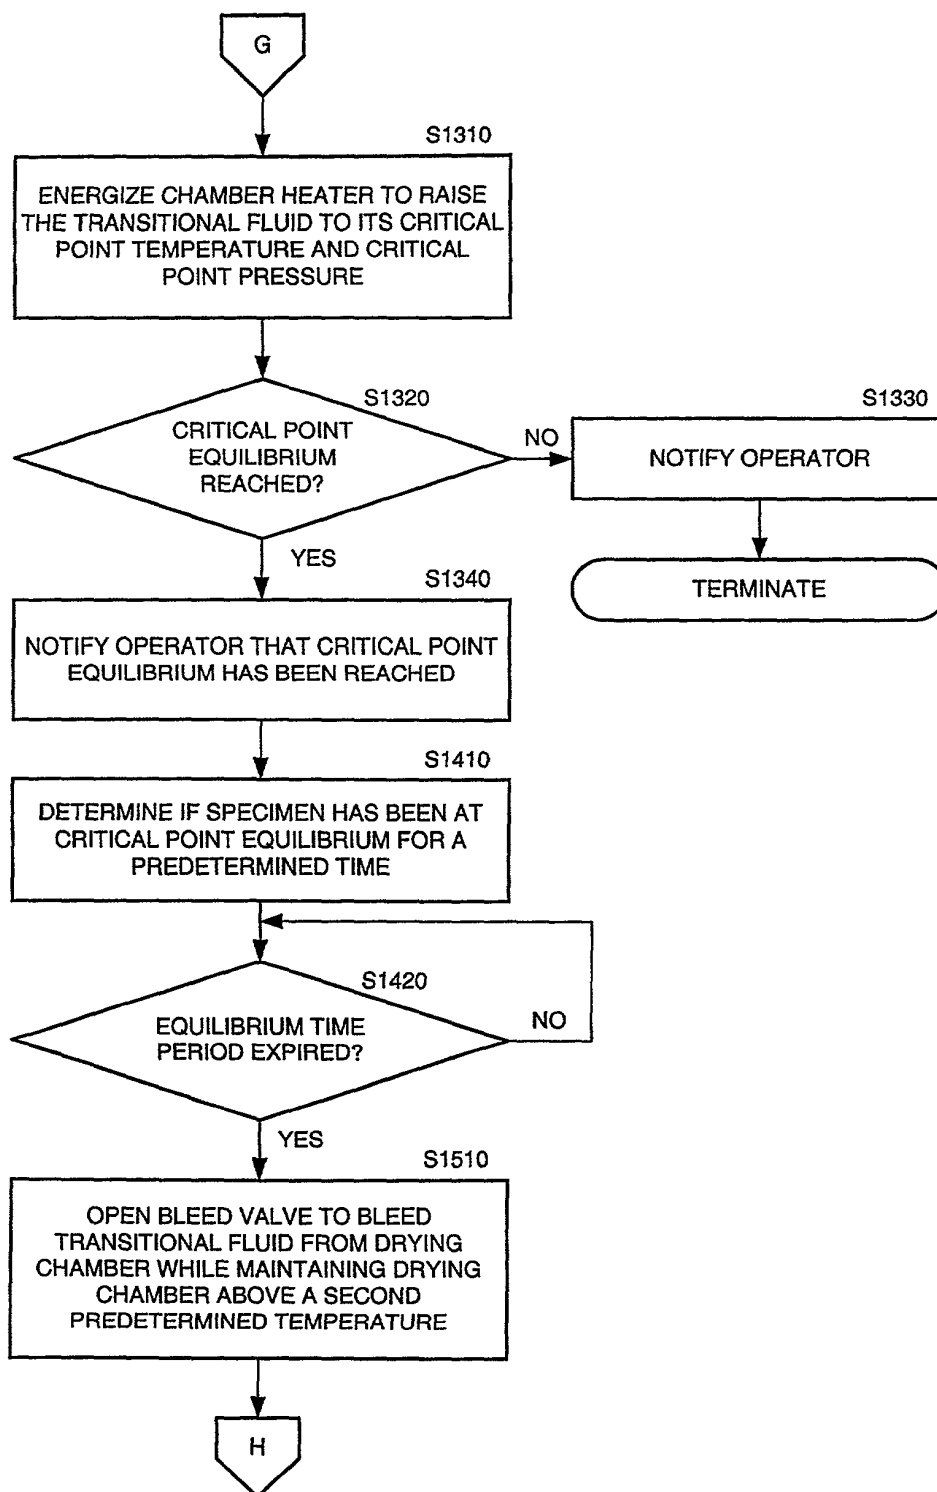 G
S1310
ENERGIZE CHAMBER HEATER TO RAISE
THE TRANSITIONAL FLUID TO ITS CRITICAL
POINT TEMPERATURE AND CRITICAL
POINT PRESSURE
S1320
CRITICAL POINT
EQUILIBRIUM
REACHED?
NO
S1330
NOTIFY OPERATOR
TERMINATE
YES
S1340
NOTIFY OPERATOR THAT CRITICAL POINT
EQUILIBRIUM HAS BEEN REACHED
S1410
DETERMINE IF SPECIMEN HAS BEEN AT
CRITICAL POINT EQUILIBRIUM FOR A
PREDETERMINED TIME
S1420
EQUILIBRIUM TIME
PERIOD EXPIRED?
NO
YES
S1510
OPEN BLEED VALVE TO BLEED
TRANSITIONAL FLUID FROM DRYING
CHAMBER WHILE MAINTAINING DRYING
CHAMBER ABOVE A SECOND
PREDETERMINED TEMPERATURE
H